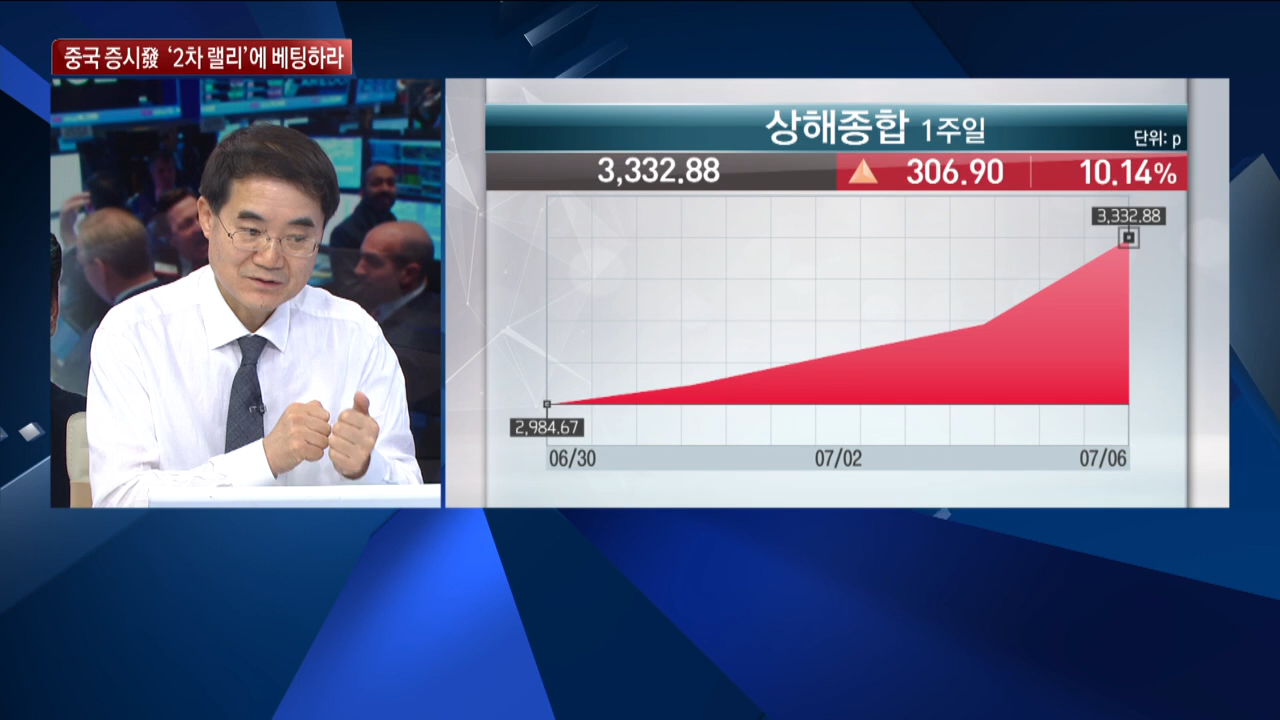 중국 증시發 ‘2차 랠리’에 베팅하라
상해종합 1주일
단위: p
3,332.88 306.90 10.14%
3,332.88
2,984.67
06/30 07/02 07/06